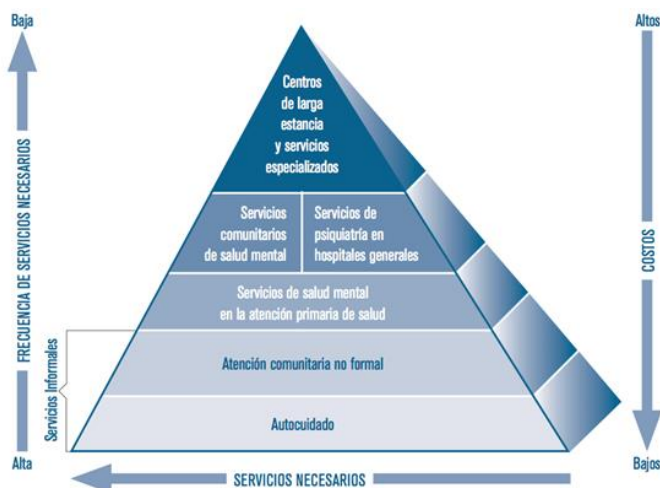 Baja
Altos
Centros
de larga
estancia
y servicios
especializados
FRECUENCIA DE SERVICIOS NECESARIOS
COSTOS
Servicios
comunitarios
de salud mental
Servicios de
psiquiatría en
hospitales generales
Servicios de salud mental
en la atención primaria de salud
Servicios Informales
Atención comunitaria no formal
Autocuidado
Alta
Bajos
SERVICIOS NECESARIOS